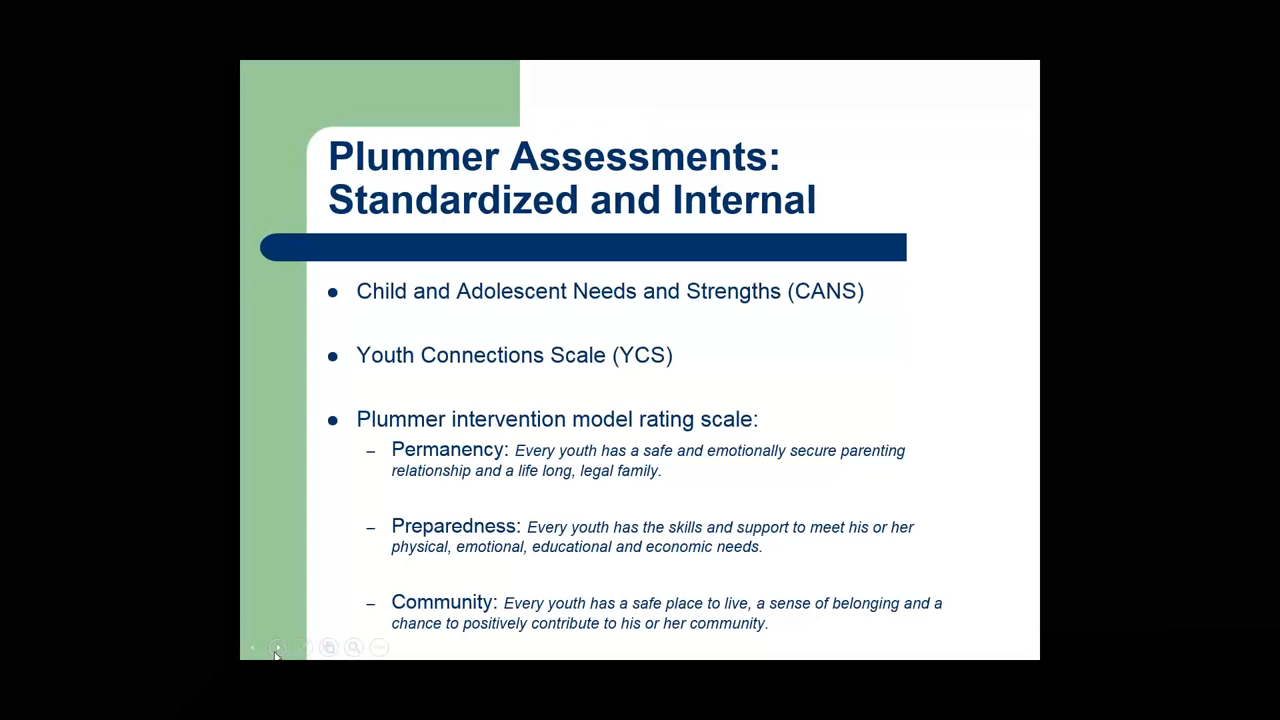 Plummer Assessments:
Standardized and Internal
● Child and Adolescent Needs and Strengths (CANS)
● Youth Connections Scale (YCS)
● Plummer intervention model rating scale:
– Permanency: Every youth has a safe and emotionally secure parenting
relationship and a life long, legal family.
– Preparedness: Every youth has the skills and support to meet his or her
physical, emotional, educational and economic needs.
– Community: Every youth has a safe place to live, a sense of belonging and a
chance to positively contribute to his or her community.